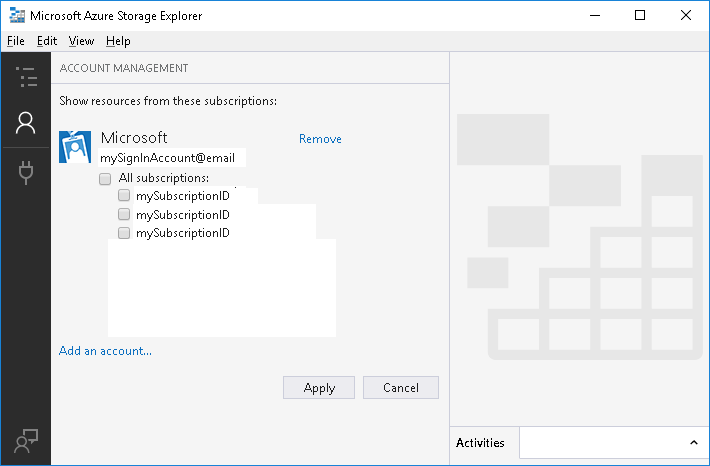 Microsoft Azure Storage Explorer
File Edit View Help
ACCOUNT MANAGEMENT
Show resources from these subscriptions:
Microsoft
Remove
mySignInAccount@email
All subscriptions:
mySubscriptionID
mySubscriptionID
mySubscriptionID
Add an account...
Apply Cancel
Activities